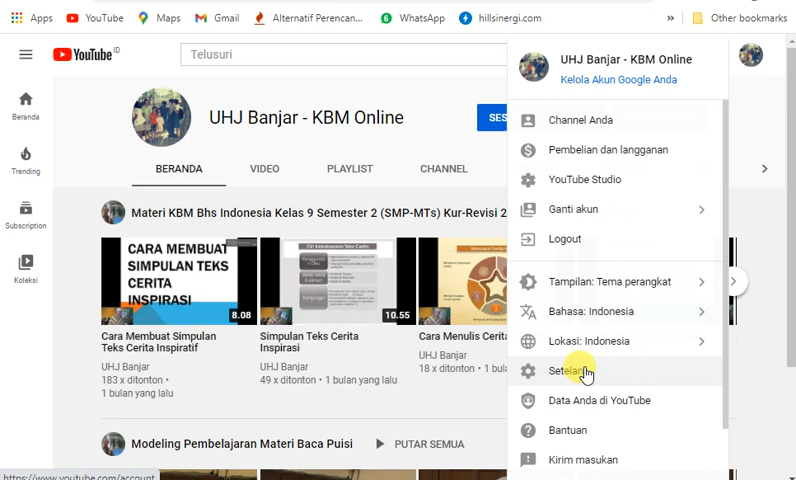 Apps
YouTube
Maps
Gmail
Alternatif Perencan...
WhatsApp
hillsinergi.com
»
Other bookmarks
YouTube ID
Telusuri
UHJ Banjar - KBM Online
Kelola Akun Google Anda
Beranda
Trending
Subscription
Koleksi
UHJ Banjar - KBM Online
SES
BERANDA
VIDEO
PLAYLIST
CHANNEL
Materi KBM Bhs Indonesia Kelas 9 Semester 2 (SMP-MTs) Kur-Revisi 2
CARA MEMBUAT
SIMPULAN TEKS
CERITA
INSPIRASI
8.08
Cara Membuat Simpulan
Teks Cerita Inspiratif
UHJ Banjar
183 x ditonton •
1 bulan yang lalu
10.55
Simpulan Teks Cerita
Inspirasi
UHJ Banjar
49 x ditonton • 1 bulan yang lalu
Cara Menulis Cerita
UHJ Banjar
18 x ditonton •
Modeling Pembelajaran Materi Baca Puisi
PUTAR SEMUA
Channel Anda
Pembelian dan langganan
YouTube Studio
Ganti akun
Logout
Tampilan: Tema perangkat
Bahasa: Indonesia
Lokasi: Indonesia
Setelan
Data Anda di YouTube
Bantuan
Kirim masukan
https://www.youtube.com/account